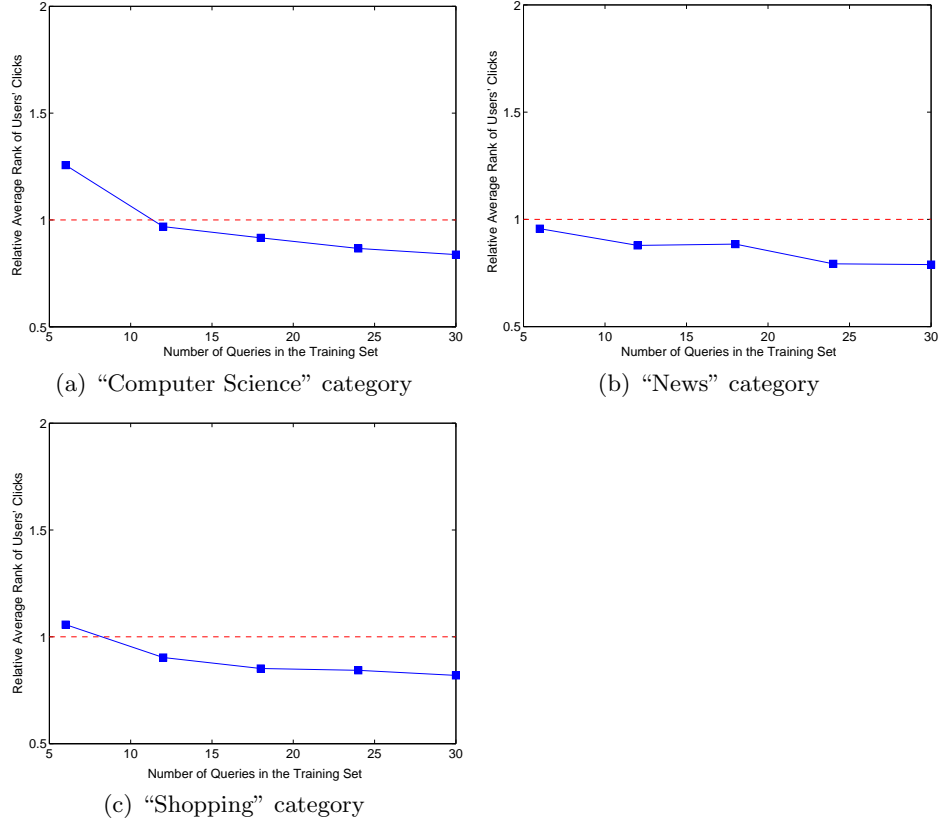 2
1.5
1
0.5
5 10 15 20 25 30
Relative Average Rank of Users' Clicks
Number of Queries in the Training Set
(a) “Computer Science” category
2
1.5
1
0.5
5 10 15 20 25 30
Relative Average Rank of Users' Clicks
Number of Queries in the Training Set
(b) “News” category
2
1.5
1
0.5
5 10 15 20 25 30
Relative Average Rank of Users' Clicks
Number of Queries in the Training Set
(c) “Shopping” category